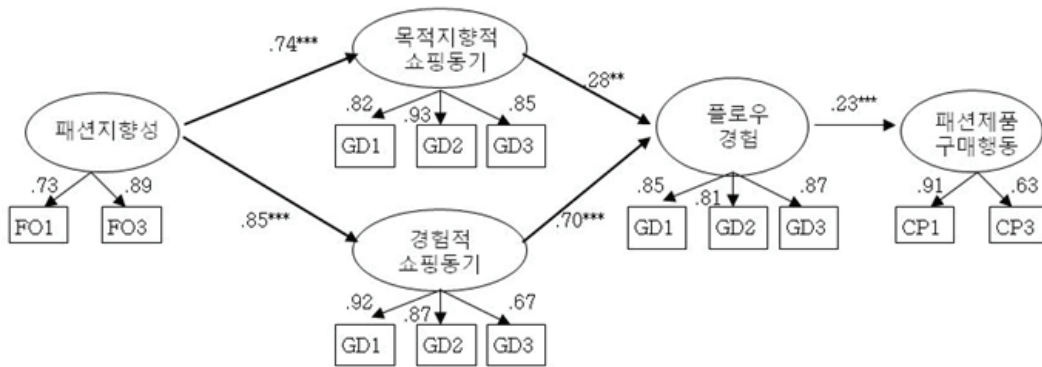 목적지향적
쇼핑동기
.74***
.28**
.82
.93
.85
GD1
GD2
GD3
패션지향성
.73
.89
FO1
FO3
.85***
경험적
쇼핑동기
.70***
.92
.87
.67
GD1
GD2
GD3
플로우
경험
.85
.81
.87
GD1
GD2
GD3
.23***
패션제품
구매행동
.91
.63
CP1
CP3